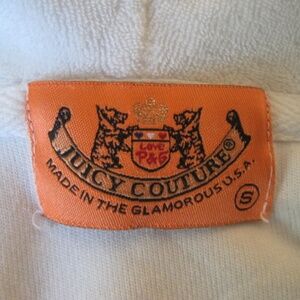 LOVE
P&G
JUICY COUTURE®
MADE IN THE GLAMOROUS U.S.A.
S